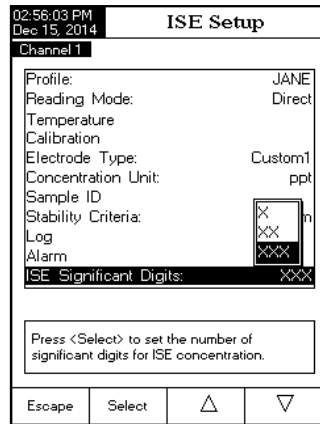 02:56:03 PM
Dec 15, 2014
ISE Setup
Channel 1
Profile: JANE
Reading Mode: Direct
Temperature
Calibration
Electrode Type: Custom1
Concentration Unit: ppt
Sample ID
Stability Criteria:
X
Log
XX
Alarm
XXX
ISE Significant Digits: XXX
Press <Select> to set the number of
significant digits for ISE concentration.
Escape Select